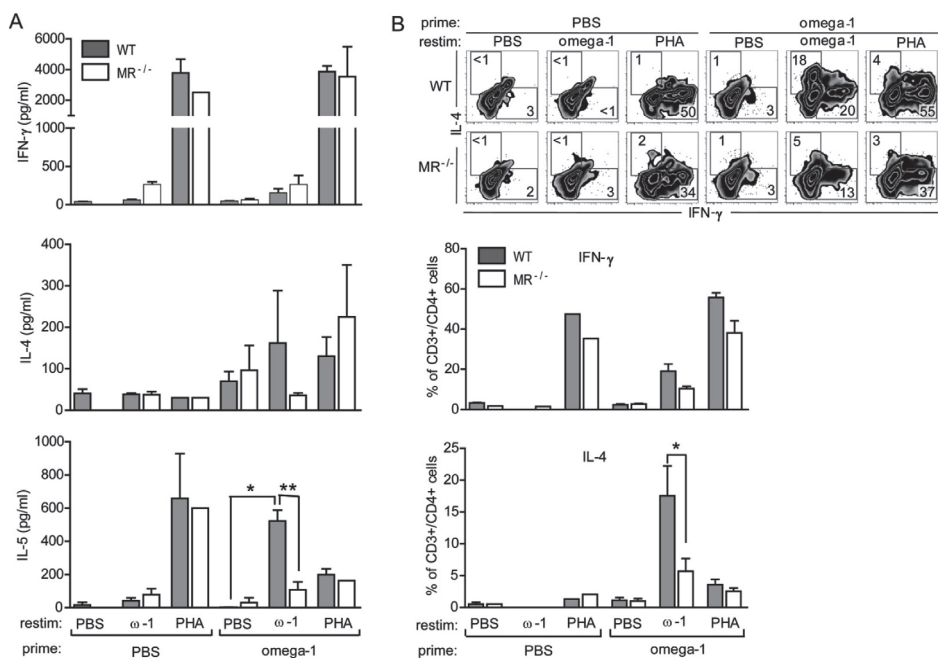 A
WT
MR-/-
6000
4000
2000
1000
500
0
IFN-γ (pg/ml)
400
300
200
100
0
IL-4 (pg/ml)
1000
800
600
400
200
0
IL-5 (pg/ml)
*
**
restim: PBS ω-1 PHA PBS ω-1 PHA
prime: PBS omega-1
B
prime: PBS omega-1
restim: PBS omega-1 PHA PBS omega-1 PHA
WT
<1 <1 1 1 18 4
3 <1 50 3 20 55
IL-4
MR-/-
<1 <1 2 1 5 3
2 3 34 3 13 37
IFN-γ
WT
MR-/-
IFN-γ
80
60
40
20
0
% of CD3+/CD4+ cells
IL-4
25
20
15
10
5
0
% of CD3+/CD4+ cells
*
restim: PBS ω-1 PHA PBS ω-1 PHA
prime: PBS omega-1